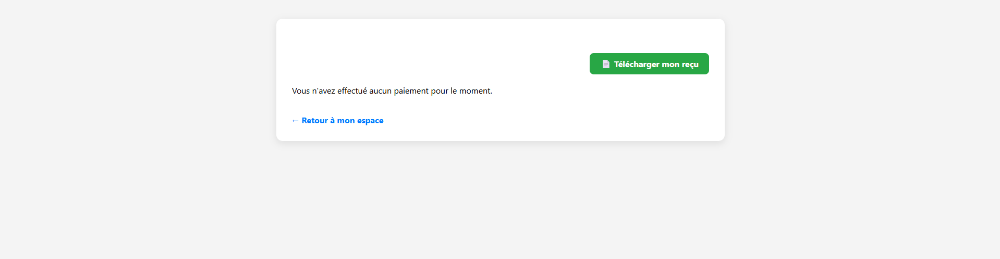 Télécharger mon reçu
Vous n'avez effectué aucun paiement pour le moment.
← Retour à mon espace